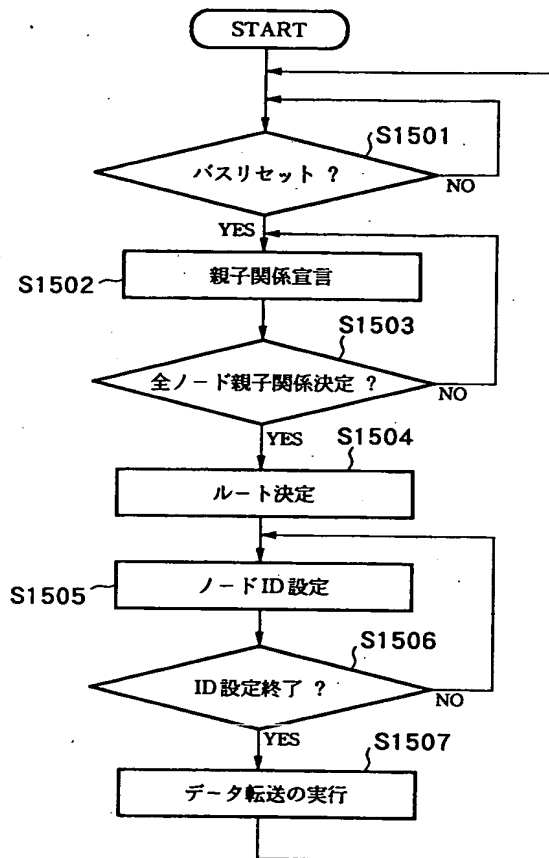 START
S1501
バスリセット ?
NO
YES
S1502
親子関係宣言
S1503
全ノード親子関係決定 ?
NO
YES
S1504
ルート決定
S1505
ノードID設定
S1506
ID設定終了 ?
NO
YES
S1507
データ転送の実行